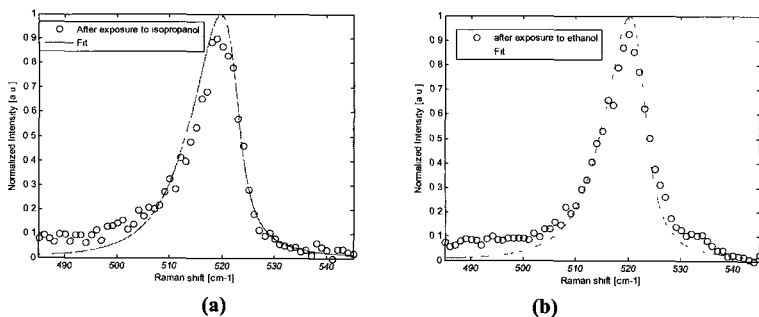 After exposure to isopropanol
Fit
1
0 9
0 8
0 7
0 6
0 5
0 4
0 3
0 2
0 1
0
Normalized Intensity [a u]
490 500 510 520 530 540
Raman shift [cm-1]
(a)
after exposure to ethanol
Fit
1
0 9
0 8
0 7
0 6
0 5
0 4
0 3
0 2
0 1
0
Normalized Intensity [a u]
490 500 510 520 530 540
Raman shift [cm-1]
(b)